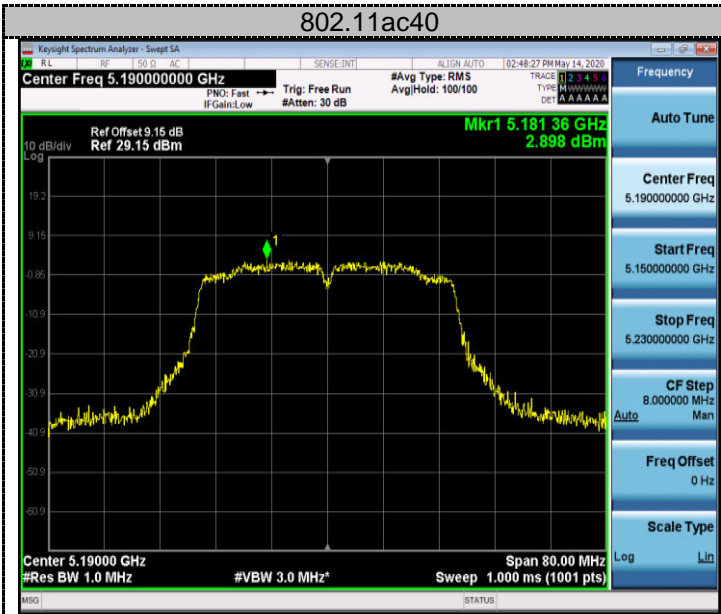 802.11ac40
Keysight Spectrum Analyzer - Swept SA
RL RF 50 Ω AC SENSE:INT ALIGN AUTO 02:48:27 PM May 14, 2020
Center Freq 5.190000000 GHz
PNO: Fast
IFGain:Low
Trig: Free Run
#Atten: 30 dB
#Avg Type: RMS
Avg|Hold: 100/100
TRACE 1 2 3 4 5 6
TYPE M W W W W W
DET A A A A A A
Ref Offset 9.15 dB
10 dB/div Ref 29.15 dBm
Log
Mkr1 5.181 36 GHz
2.898 dBm
19.2
9.15
-0.85
-10.9
-20.9
-30.9
-40.9
-50.9
-60.9
1
Center 5.19000 GHz Span 80.00 MHz
#Res BW 1.0 MHz #VBW 3.0 MHz* Sweep 1.000 ms (1001 pts)
MSG STATUS
Frequency
Auto Tune
Center Freq
5.190000000 GHz
Start Freq
5.150000000 GHz
Stop Freq
5.230000000 GHz
CF Step
8.000000 MHz
Auto Man
Freq Offset
0 Hz
Scale Type
Log Lin